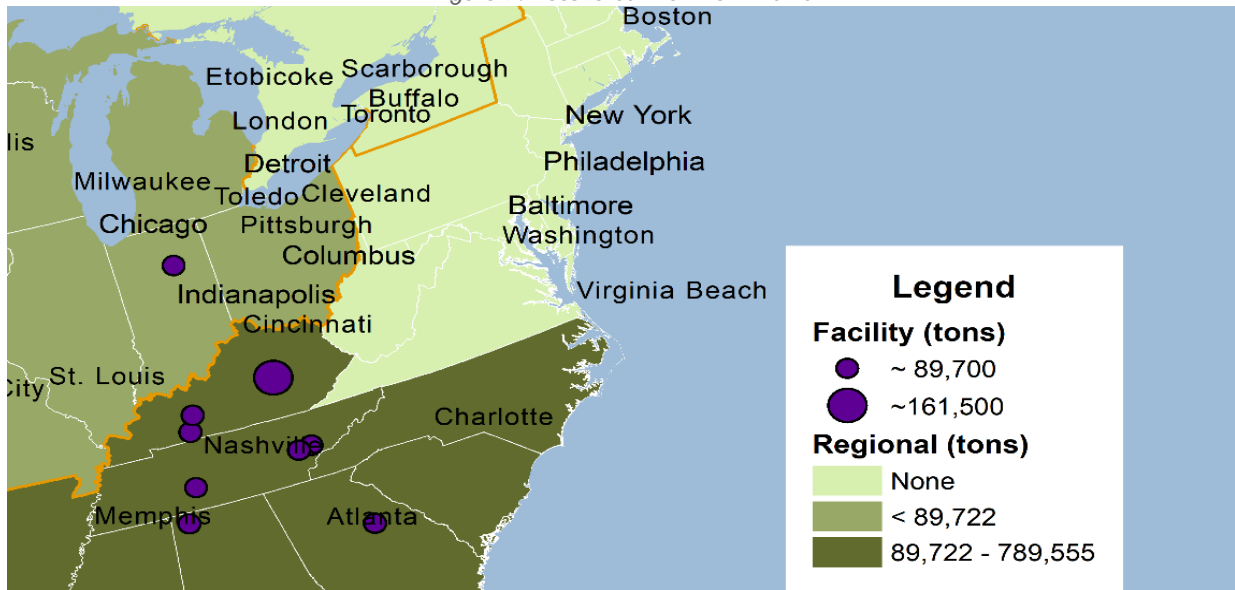 Boston
Etobicoke
Scarborough
Buffalo
Toronto
London
New York
lis
Detroit
Philadelphia
Milwaukee
Toledo
Cleveland
Baltimore
Chicago
Pittsburgh
Washington
Columbus
Indianapolis
Virginia Beach
Cincinnati
St. Louis
City
Charlotte
Nashville
Memphis
Atlanta
Legend
Facility (tons)
~ 89,700
~161,500
Regional (tons)
None
< 89,722
89,722 - 789,555